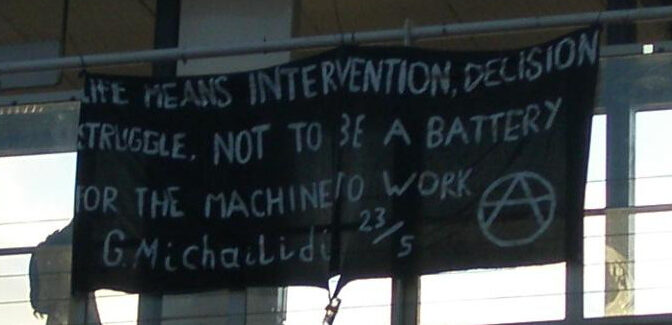 LIFE MEANS INTERVENTION, DECISION
STRUGGLE, NOT TO BE A BATTERY
FOR THE MACHINE TO WORK
G. Michailidi 23/5